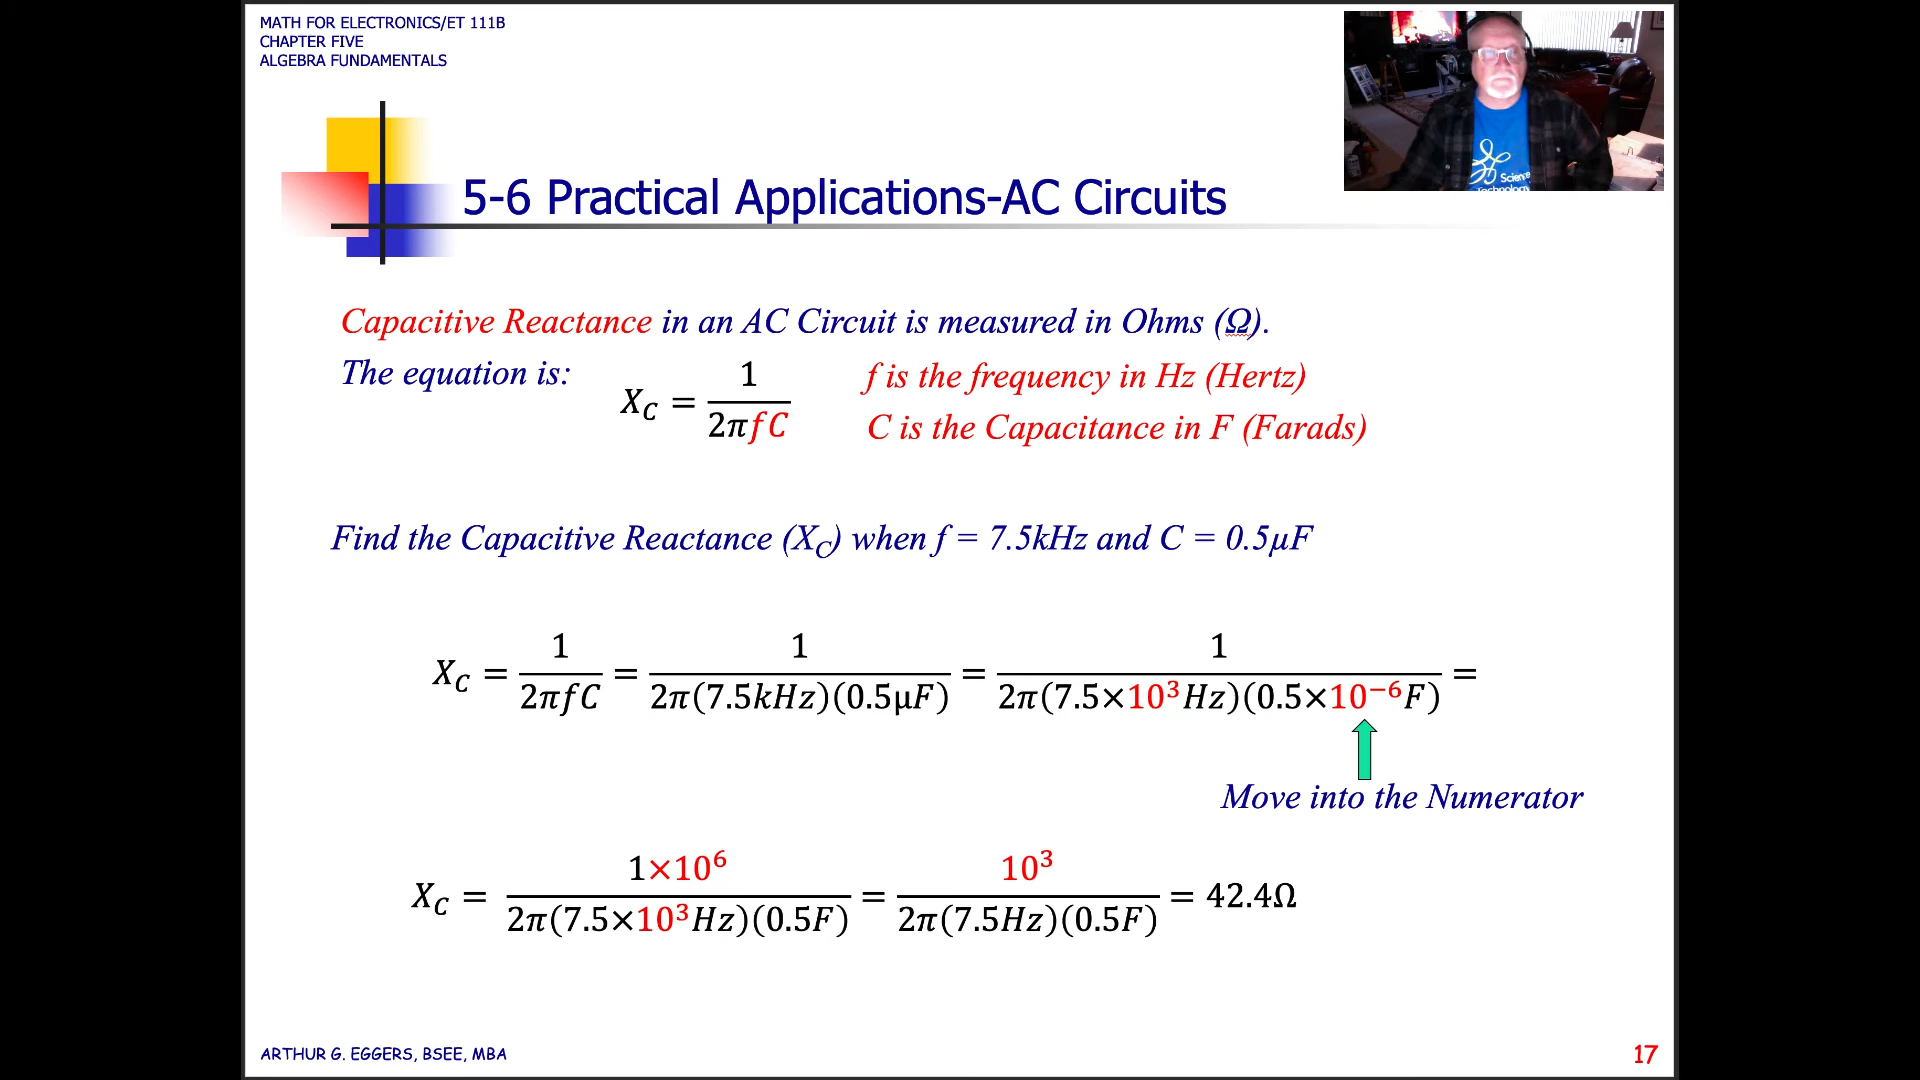 MATH FOR ELECTRONICS/ET 111B
CHAPTER FIVE
ALGEBRA FUNDAMENTALS
Science
Technology
5-6 Practical Applications-AC Circuits
Capacitive Reactance in an AC Circuit is measured in Ohms (Ω).
The equation is: X_C = 1/(2πfC)
f is the frequency in Hz (Hertz)
C is the Capacitance in F (Farads)
Find the Capacitive Reactance (X_C) when f = 7.5kHz and C = 0.5μF
X_C = 1/(2πfC) = 1/(2π(7.5kHz)(0.5μF)) = 1/(2π(7.5×10³Hz)(0.5×10⁻⁶F)) =
Move into the Numerator
X_C = 1×10⁶/(2π(7.5×10³Hz)(0.5F)) = 10³/(2π(7.5Hz)(0.5F)) = 42.4Ω
ARTHUR G. EGGERS, BSEE, MBA
17